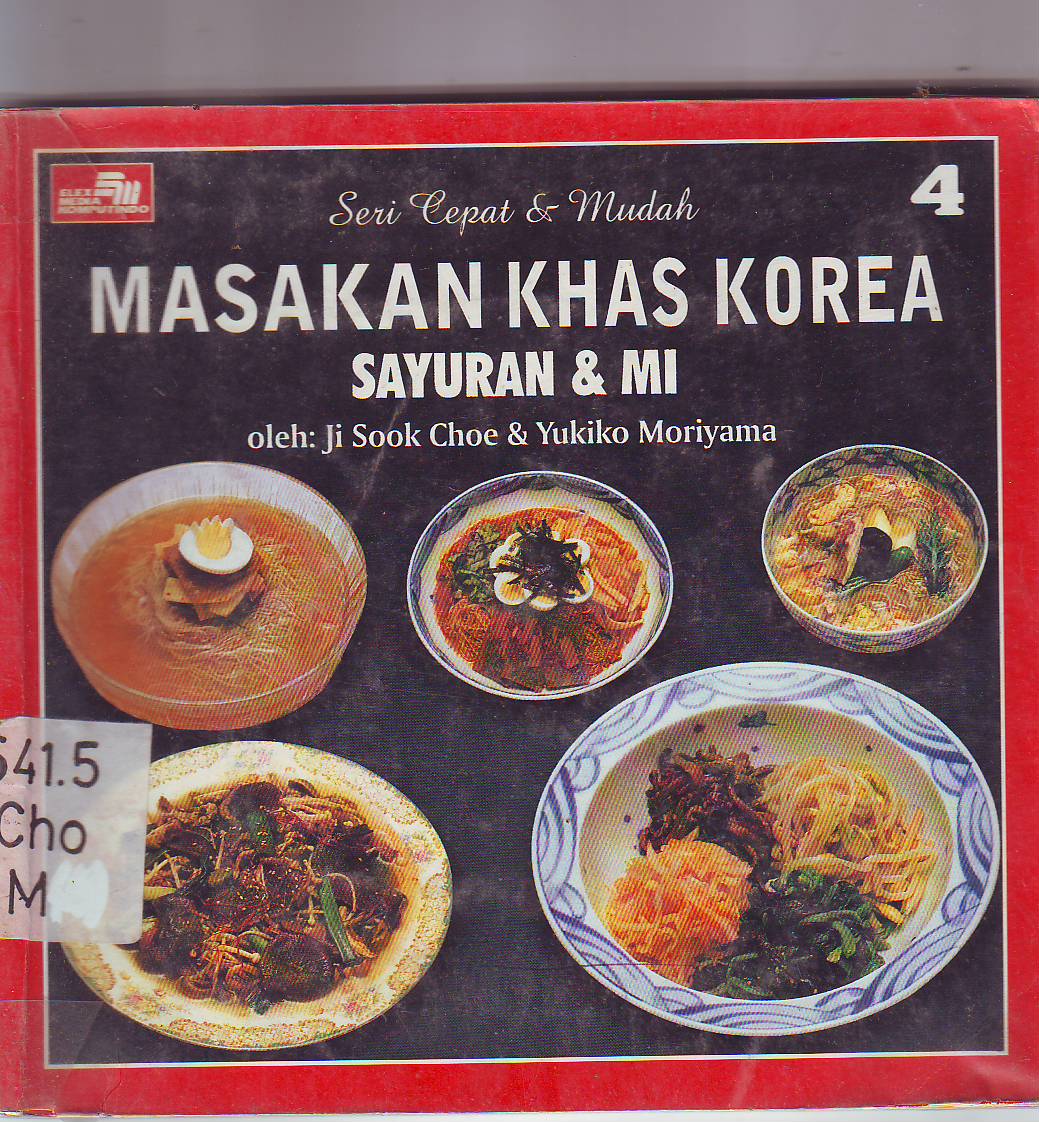 ELEX
MEDIA
KOMPUTINDO
4
Seri Cepat & Mudah
MASAKAN KHAS KOREA
SAYURAN & MI
oleh: Ji Sook Choe & Yukiko Moriyama
641.5
Cho
M